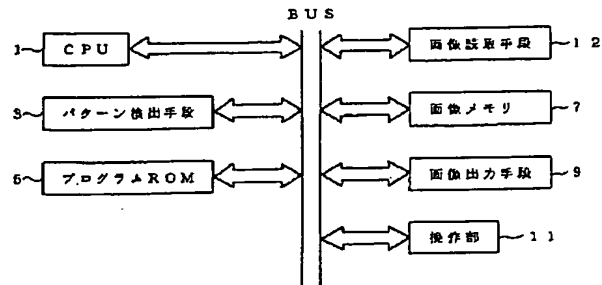 BUS
1 CPU
画像読取手段 12
3 パターン検出手段
画像メモリ 7
5 プログラムROM
画像出力手段 9
操作部 11